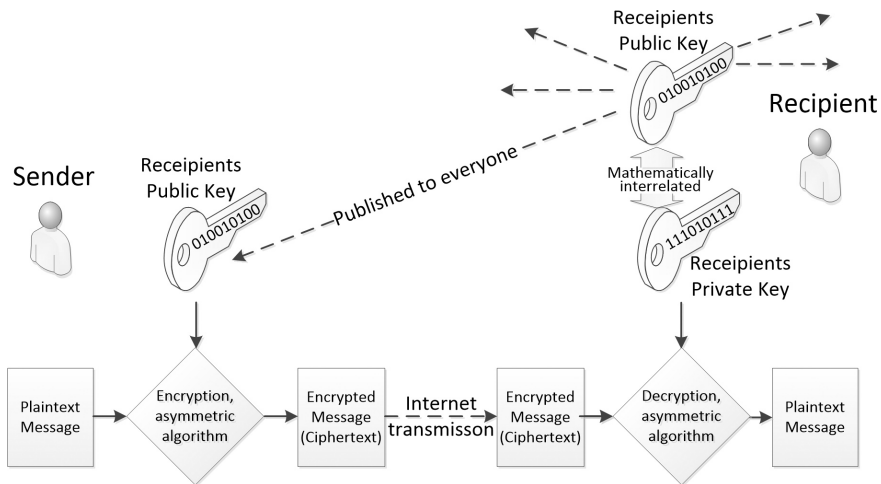 Receipients
Public Key
010010100
Recipient
Mathematically
interrelated
Published to everyone
Sender
Receipients
Public Key
010010100
111010111
Receipients
Private Key
Plaintext
Message
Encryption,
asymmetric
algorithm
Encrypted
Message
(Ciphertext)
Internet
transmisson
Encrypted
Message
(Ciphertext)
Decryption,
asymmetric
algorithm
Plaintext
Message